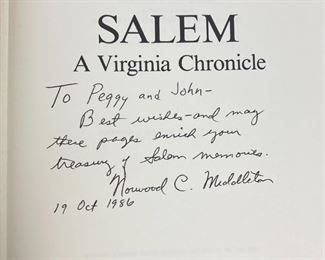 SALEM
A Virginia Chronicle
To Peggy and John-
Best wishes-and may
these pages enrich your
treasury of Salem memories.
Norwood C. Middleton
19 Oct 1986